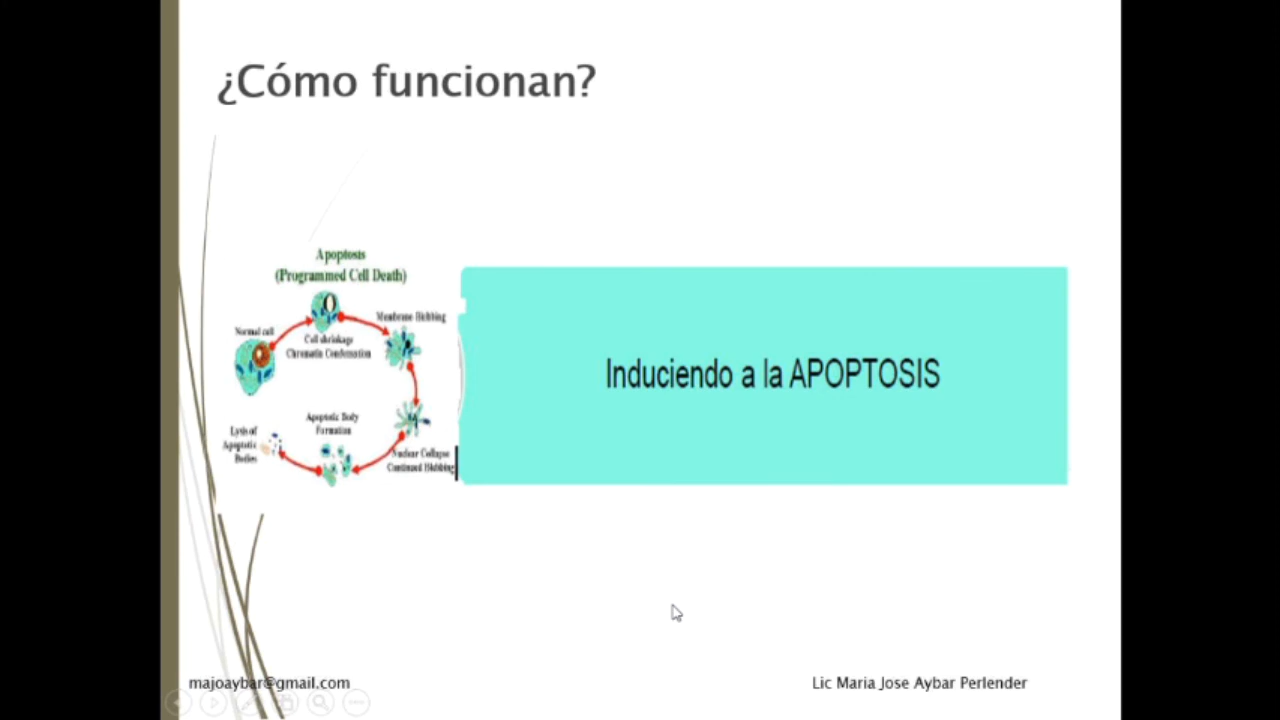 ¿Cómo funcionan?
Apoptosis
(Programmed Cell Death)
Normal cell
Cell shrinkage
Chromatin Condensation
Membrane Blebbing
Nuclear Collapse
Continued Blebbing
Apoptotic Body
Formation
Lysis of
Apoptotic
Bodies
Induciendo a la APOPTOSIS
majoaybar@gmail.com
Lic Maria Jose Aybar Perlender